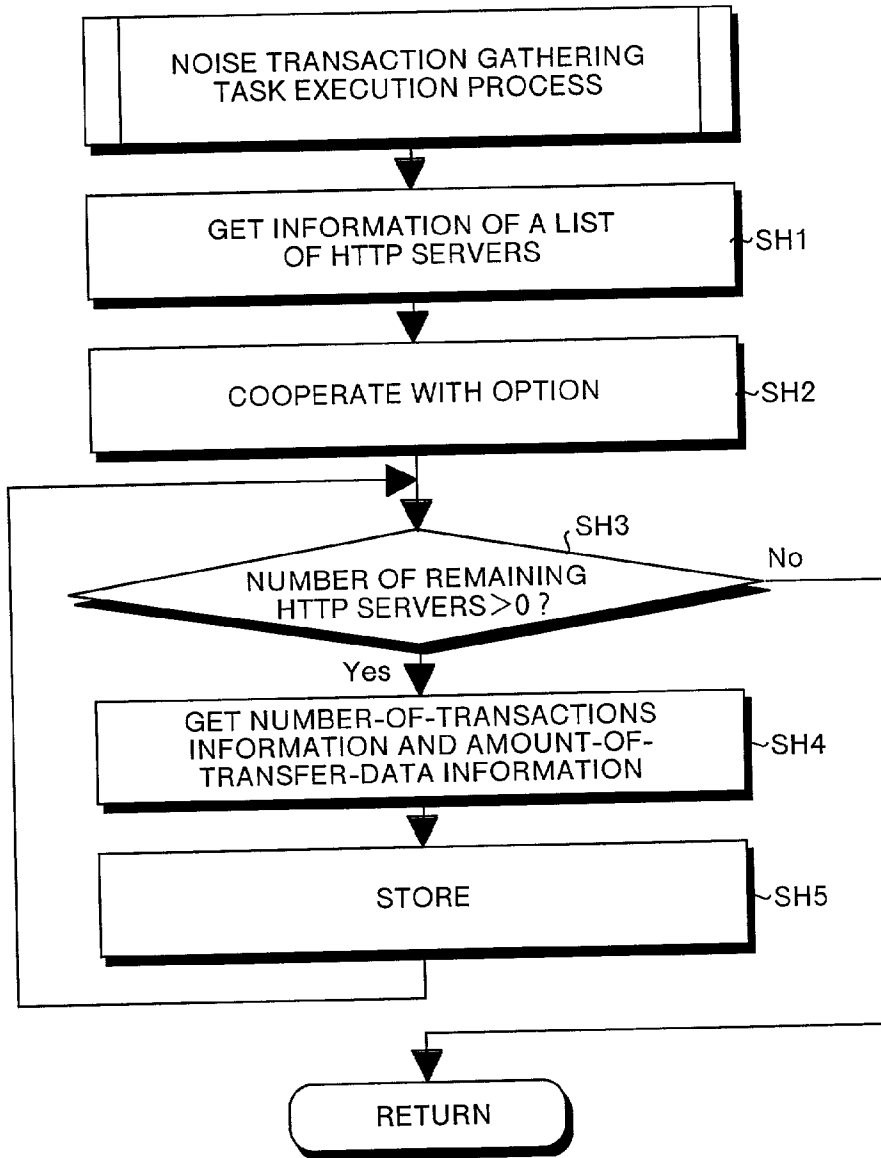 NOISE TRANSACTION GATHERING
TASK EXECUTION PROCESS
GET INFORMATION OF A LIST
OF HTTP SERVERS
SH1
COOPERATE WITH OPTION
SH2
SH3
No
NUMBER OF REMAINING
HTTP SERVERS>0 ?
Yes
GET NUMBER-OF-TRANSACTIONS
INFORMATION AND AMOUNT-OF-
TRANSFER-DATA INFORMATION
SH4
STORE
SH5
RETURN